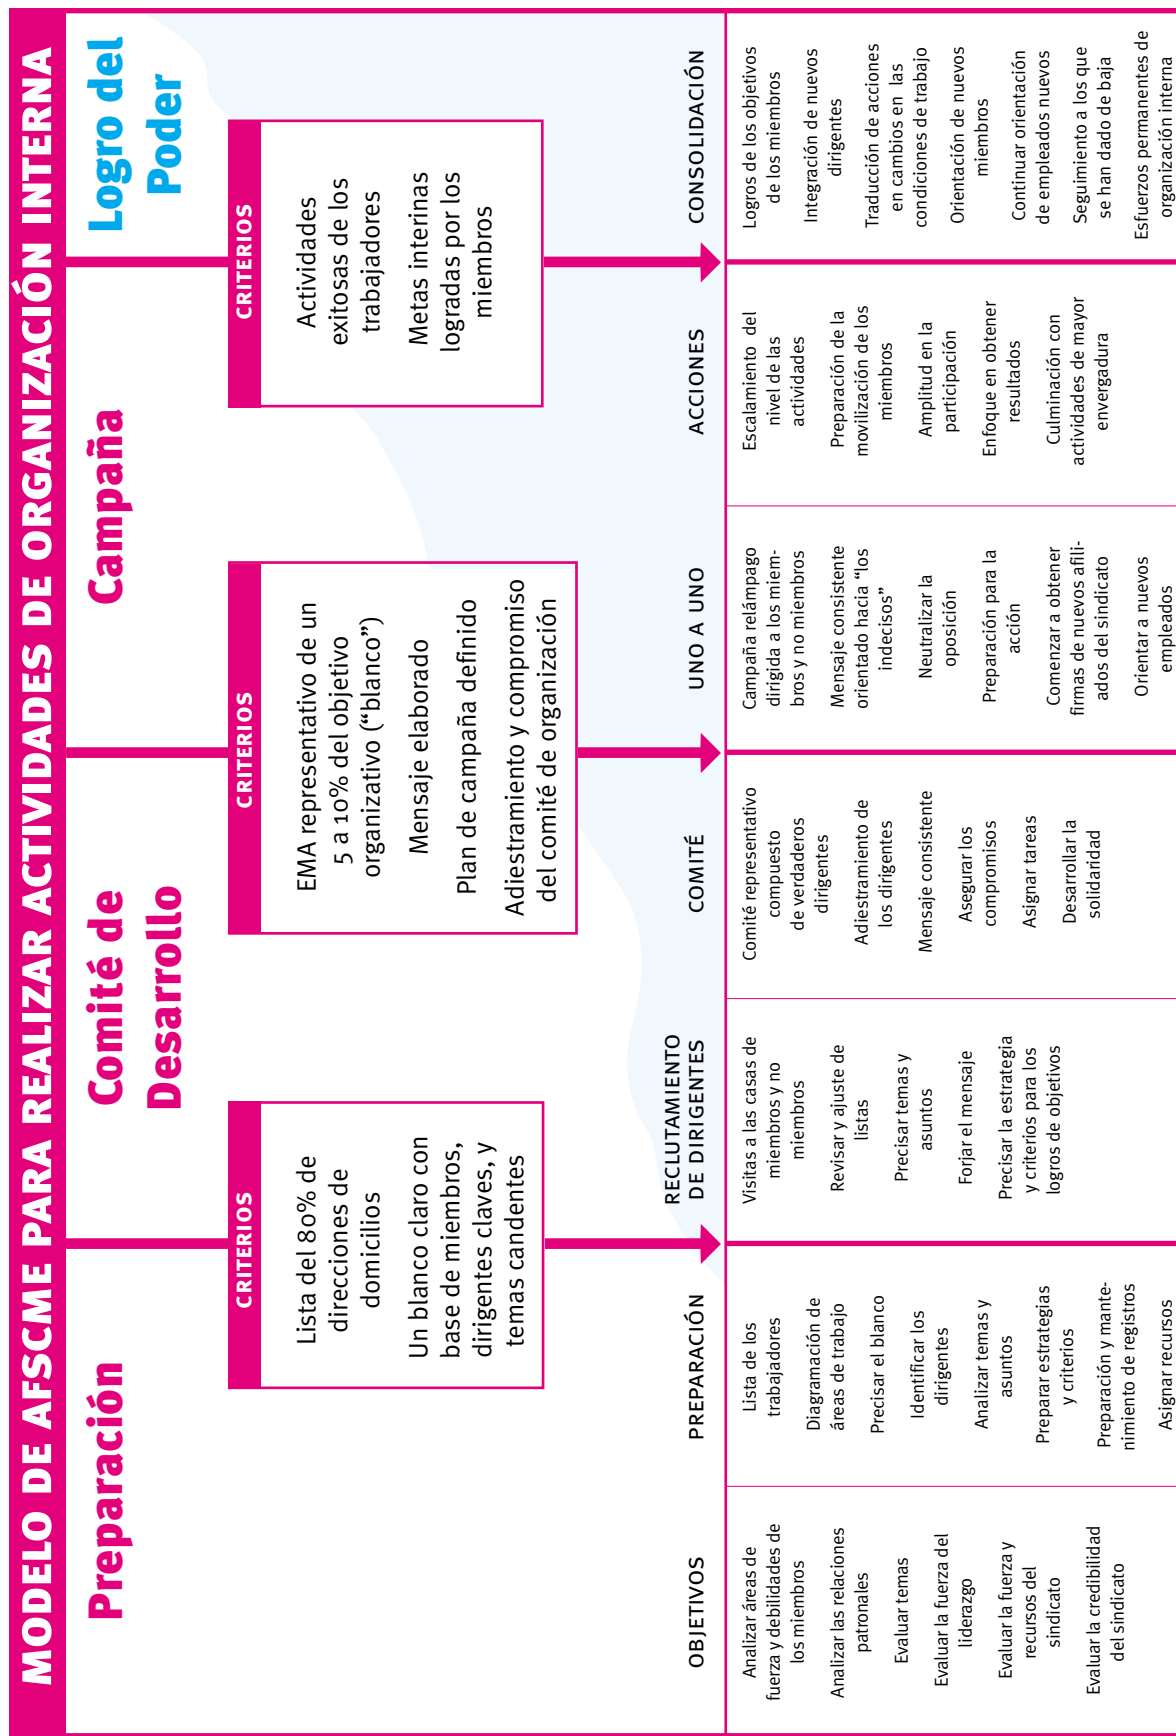 MODELO DE AFSCME PARA REALIZAR ACTIVIDADES DE ORGANIZACIÓN INTERNA
Preparación
Comité de
Desarrollo
Campaña
Logro del
Poder
CRITERIOS
Lista del 80% de
direcciones de
domicilios
Un blanco claro con
base de miembros,
dirigentes claves, y
temas candentes
CRITERIOS
EMA representativo de un
5 a 10% del objetivo
organizativo (“blanco”)
Mensaje elaborado
Plan de campaña definido
Adiestramiento y compromiso
del comité de organización
CRITERIOS
Actividades
exitosas de los
trabajadores
Metas interinas
logradas por los
miembros
OBJETIVOS
Analizar áreas de
fuerza y debilidades de
los miembros
Analizar las relaciones
patronales
Evaluar temas
Evaluar la fuerza del
liderazgo
Evaluar la fuerza y
recursos del
sindicato
Evaluar la credibilidad
del sindicato
PREPARACIÓN
Lista de los
trabajadores
Diagramación de
áreas de trabajo
Precisar el blanco
Identificar los
dirigentes
Analizar temas y
asuntos
Preparar estrategias
y criterios
Preparación y mante-
nimiento de registros
Asignar recursos
RECLUTAMIENTO
DE DIRIGENTES
Visitas a las casas de
miembros y no
miembros
Revisar y ajuste de
listas
Precisar temas y
asuntos
Forjar el mensaje
Precisar la estrategia
y criterios para los
logros de objetivos
COMITÉ
Comité representativo
compuesto
de verdaderos
dirigentes
Adiestramiento de
los dirigentes
Mensaje consistente
Asegurar los
compromisos
Asignar tareas
Desarrollar la
solidaridad
UNO A UNO
Campaña relámpago
dirigida a los miem-
bros y no miembros
Mensaje consistente
orientado hacia “los
indecisos”
Neutralizar la
oposición
Preparación para la
acción
Comenzar a obtener
firmas de nuevos afili-
ados del sindicato
Orientar a nuevos
empleados
ACCIONES
Escalamiento del
nivel de las
actividades
Preparación de la
movilización de los
miembros
Amplitud en la
participación
Enfoque en obtener
resultados
Culminación con
actividades de mayor
envergadura
CONSOLIDACIÓN
Logros de los objetivos
de los miembros
Integración de nuevos
dirigentes
Traducción de acciones
en cambios en las
condiciones de trabajo
Orientación de nuevos
miembros
Continuar orientación
de empleados nuevos
Seguimiento a los que
se han dado de baja
Esfuerzos permanentes de
organización interna